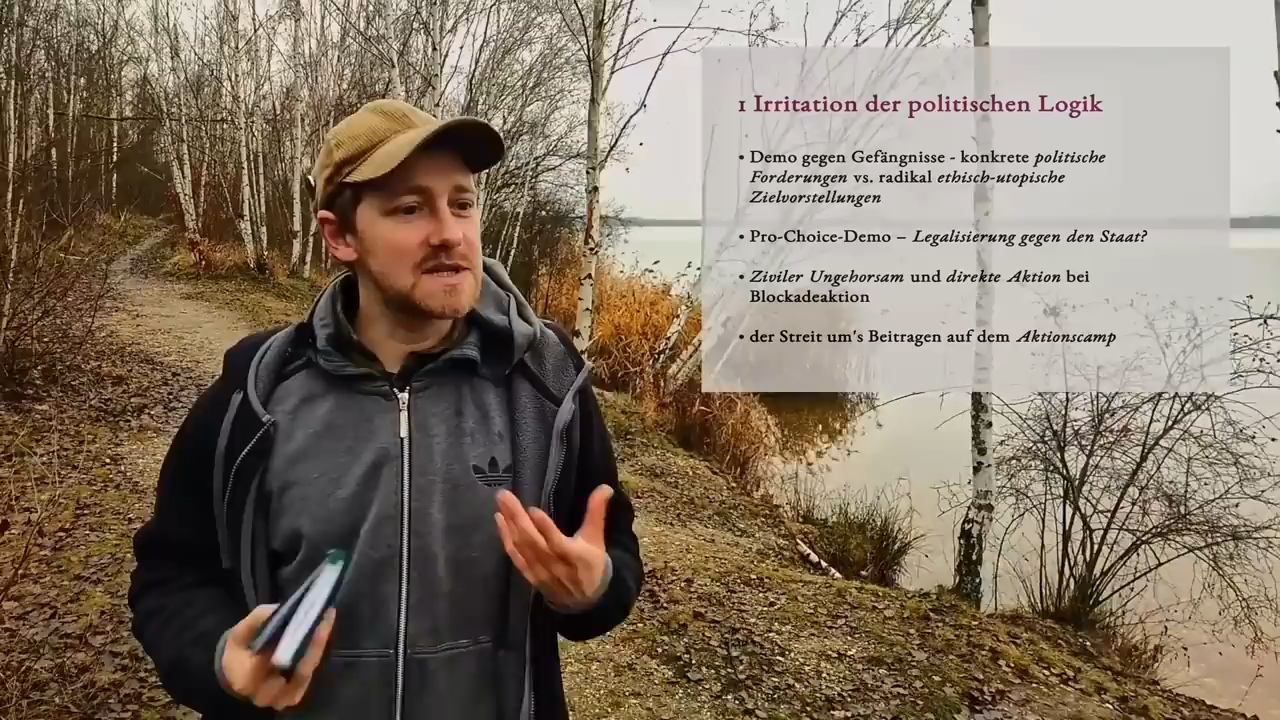 1 Irritation der politischen Logik
• Demo gegen Gefängnisse - konkrete politische
Forderungen vs. radikal ethisch-utopische
Zielvorstellungen
• Pro-Choice-Demo – Legalisierung gegen den Staat?
• Ziviler Ungehorsam und direkte Aktion bei
Blockadeaktion
• der Streit um's Beitragen auf dem Aktionscamp